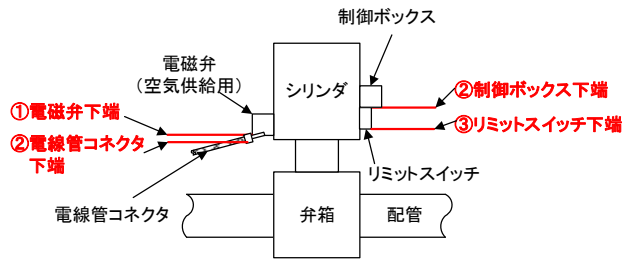 制御ボックス
電磁弁
(空気供給用)
シリンダ
①電磁弁下端
②制御ボックス下端
②電線管コネクタ
下端
③リミットスイッチ下端
リミットスイッチ
電線管コネクタ
弁箱
配管